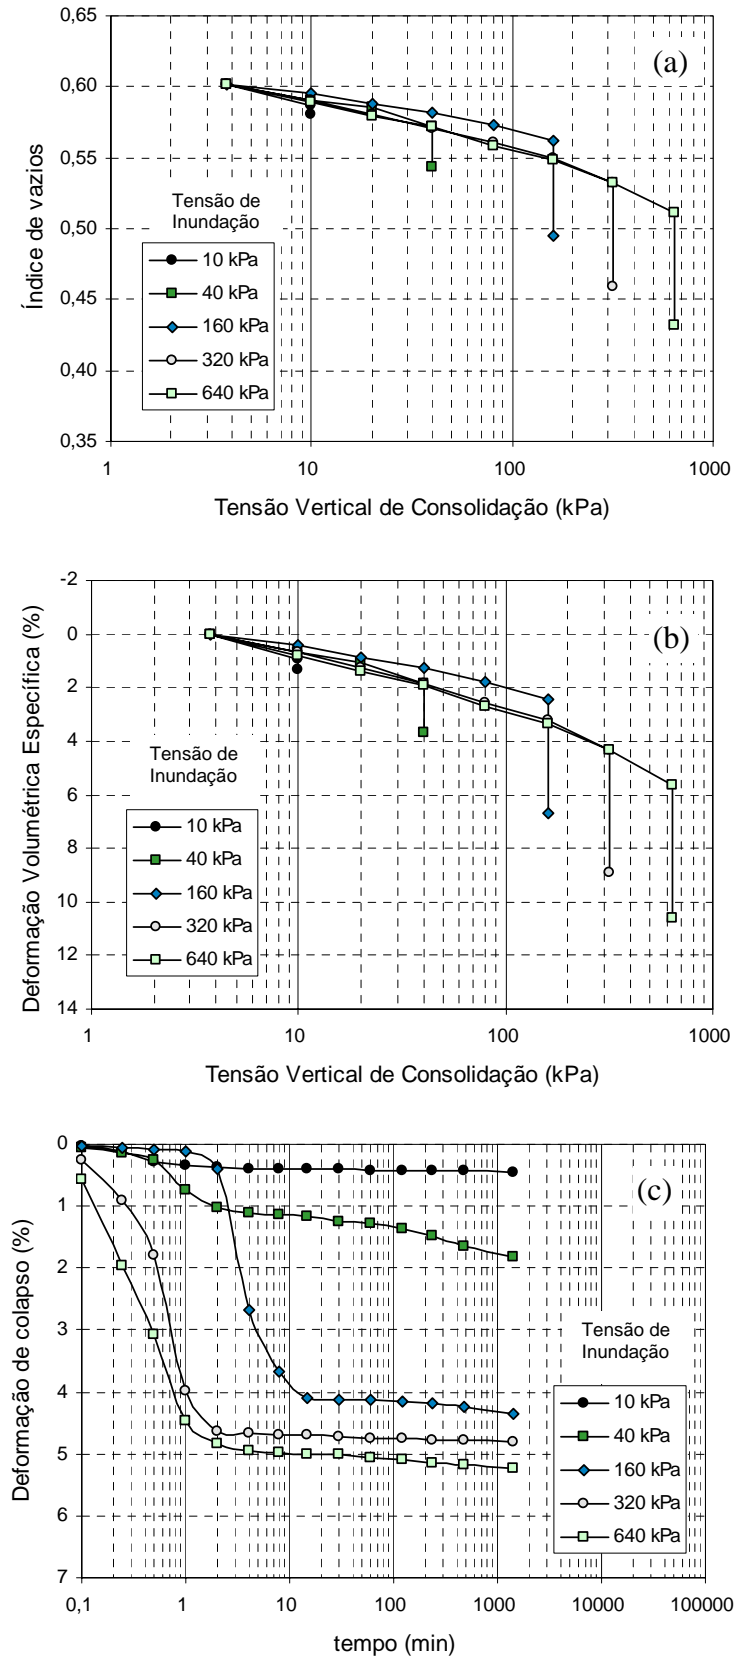 0,65
0,60
0,55
0,50
0,45
0,40
0,35
Índice de vazios
(a)
Tensão de
Inundação
10 kPa
40 kPa
160 kPa
320 kPa
640 kPa
1
10
100
1000
Tensão Vertical de Consolidação (kPa)
-2
0
2
4
6
8
10
12
14
Deformação Volumétrica Específica (%)
(b)
Tensão de
Inundação
10 kPa
40 kPa
160 kPa
320 kPa
640 kPa
1
10
100
1000
Tensão Vertical de Consolidação (kPa)
0
1
2
3
4
5
6
7
Deformação de colapso (%)
(c)
Tensão de
Inundação
10 kPa
40 kPa
160 kPa
320 kPa
640 kPa
0,1
1
10
100
1000
10000
100000
tempo (min)